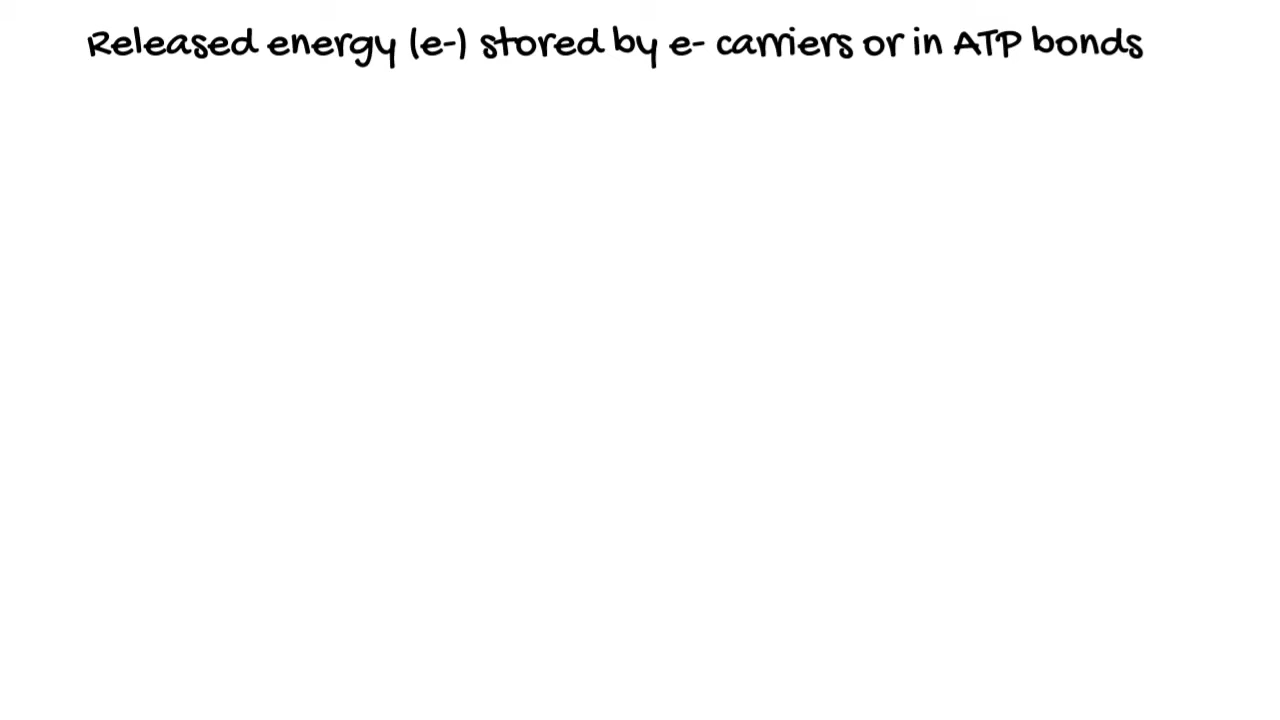 Released energy (e-) stored by e- carriers or in ATP bonds